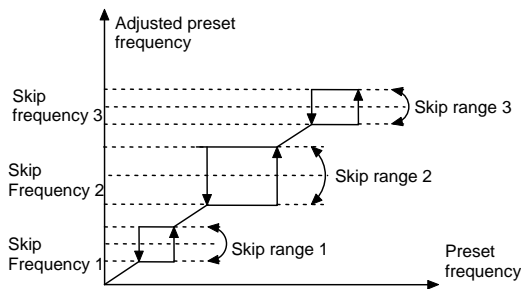 Adjusted preset
frequency
Skip
frequency 3
Skip range 3
Skip
Frequency 2
Skip range 2
Skip
Frequency 1
Skip range 1
Preset
frequency